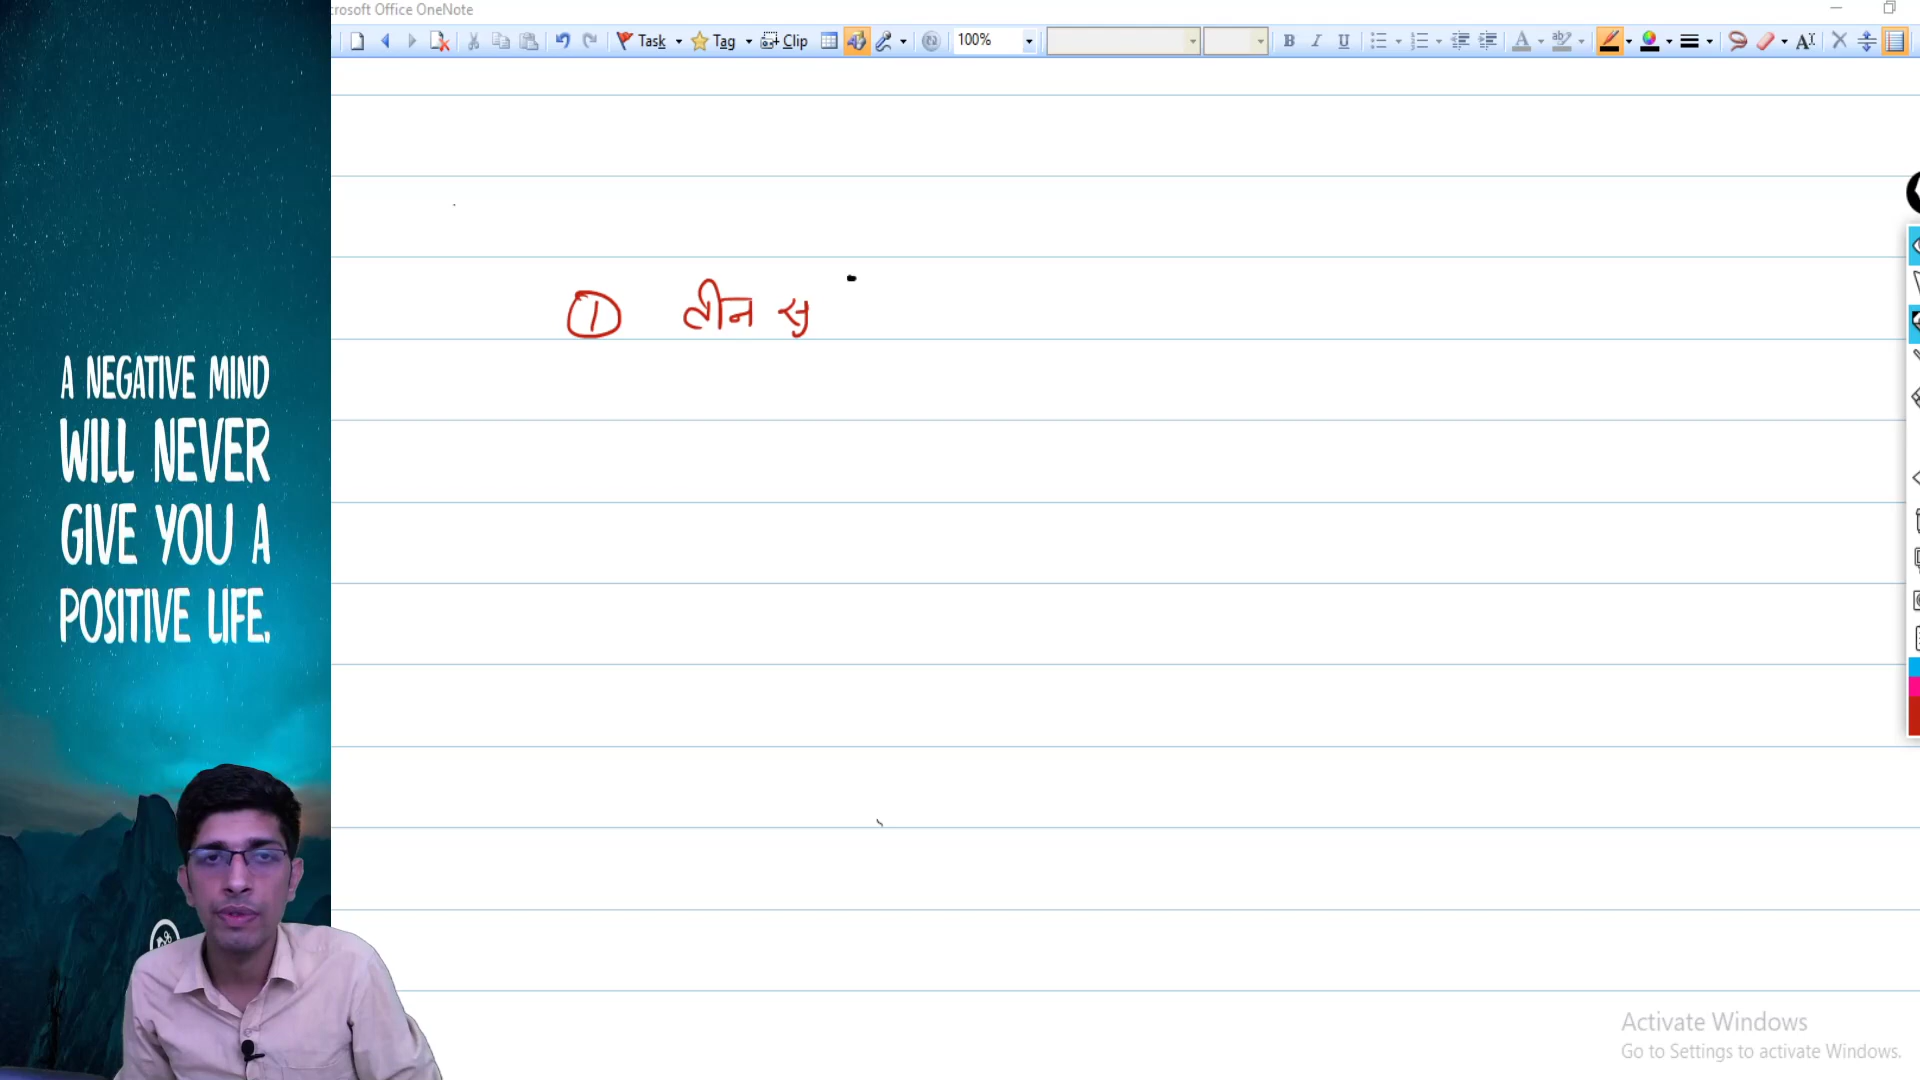 crosoft Office OneNote
Task Tag Clip 100% B I U
① तीन सु
A NEGATIVE MIND
WILL NEVER
GIVE YOU A
POSITIVE LIFE.
Activate Windows
Go to Settings to activate Windows.